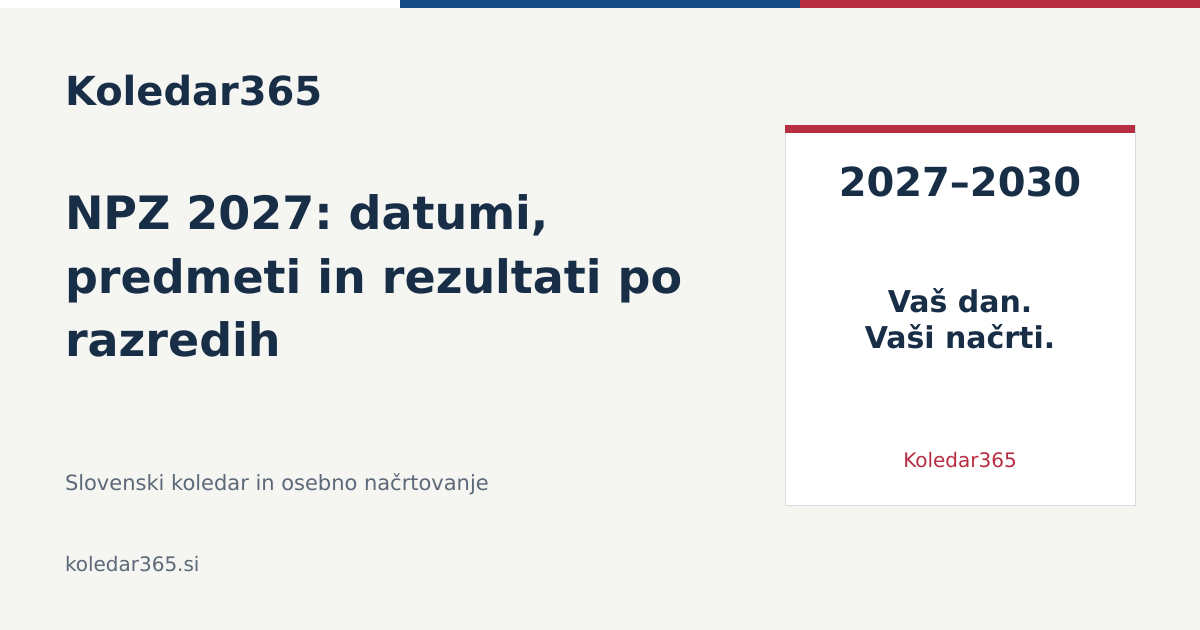 Koledar365
NPZ 2027: datumi,
predmeti in rezultati po
razredih
Slovenski koledar in osebno načrtovanje
koledar365.si
2027–2030
Vaš dan.
Vaši načrti.
Koledar365